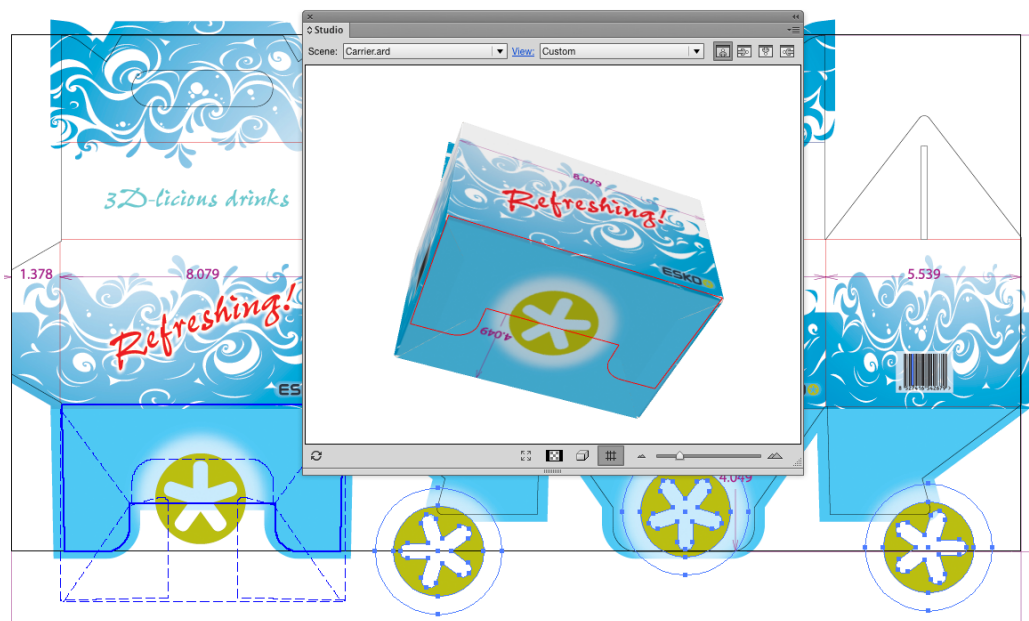 Studio
Scene:
Carrier.ard
View:
Custom
3D-licious drinks
8.079
Refreshing!
ESKO
4.049
1.378
8.079
Refreshing!
ES
5.539
4.049